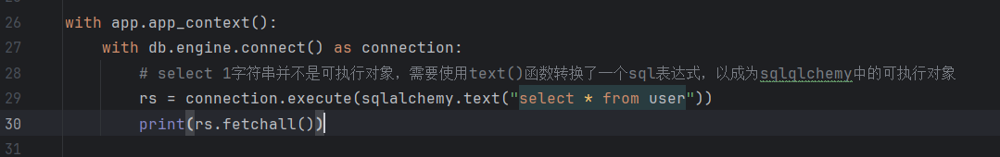 26 with app.app_context():
27 with db.engine.connect() as connection:
28 # select 1字符串并不是可执行对象，需要使用text()函数转换了一个sql表达式，以成为sqlqlchemy中的可执行对象
29 rs = connection.execute(sqlalchemy.text("select * from user"))
30 print(rs.fetchall())
31